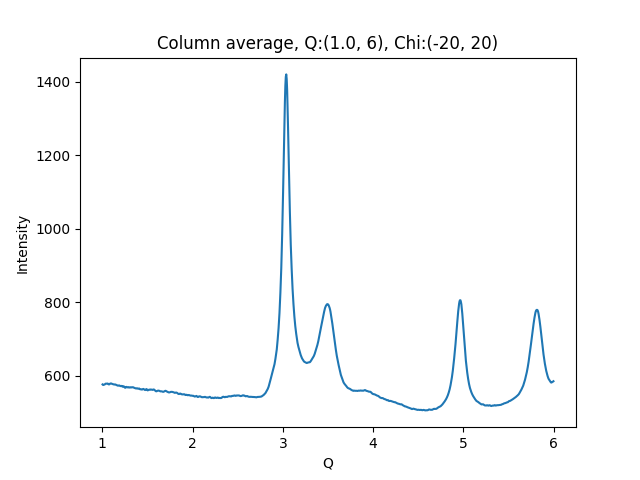 Column average, Q:(1.0, 6), Chi:(-20, 20)
1400
1200
1000
800
600
Intensity
1 2 3 4 5 6
Q